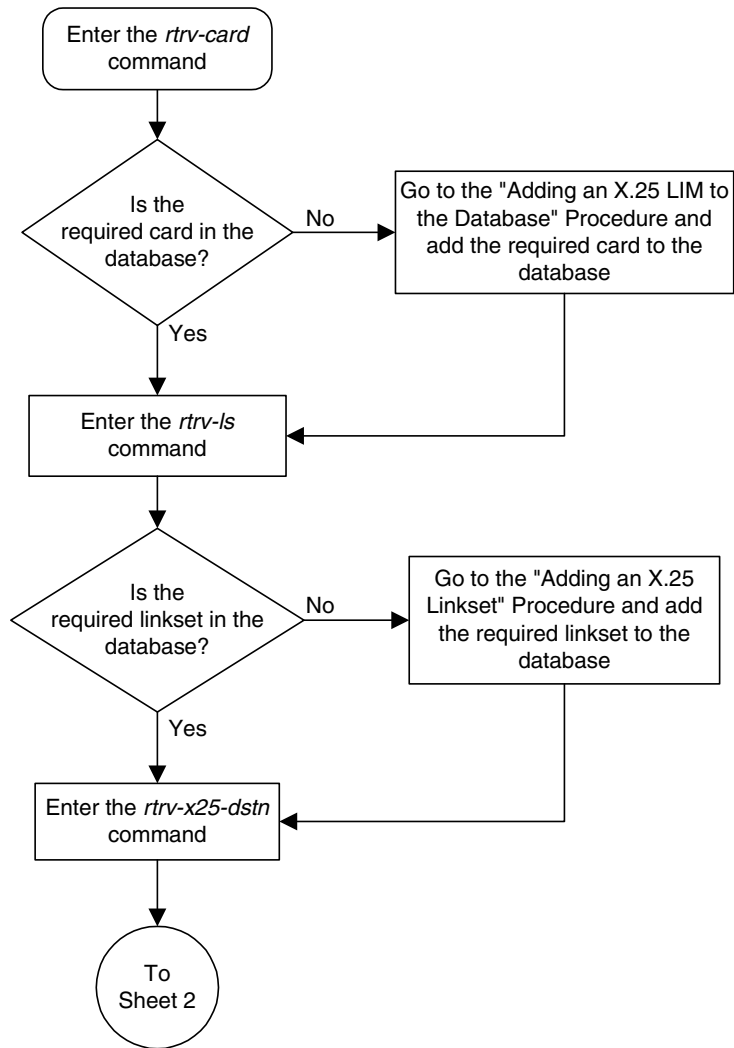 Enter the rtrv-card
command
Is the
required card in the
database?
No
Go to the "Adding an X.25 LIM to
the Database" Procedure and
add the required card to the
database
Yes
Enter the rtrv-ls
command
Is the
required linkset in the
database?
No
Go to the "Adding an X.25
Linkset" Procedure and add
the required linkset to the
database
Yes
Enter the rtrv-x25-dstn
command
To
Sheet 2